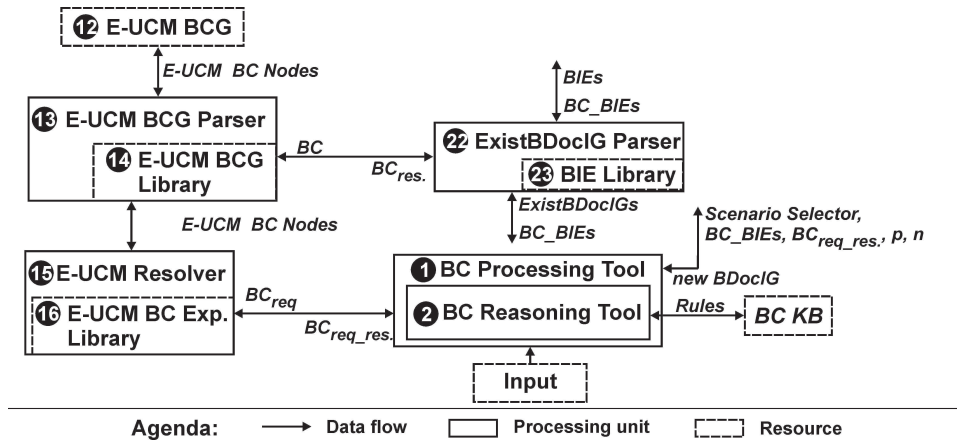 12 E-UCM BCG
E-UCM BC Nodes
BIEs
BC_BIEs
13 E-UCM BCG Parser
14 E-UCM BCG
Library
BC
BCres.
22 ExistBDocIG Parser
23 BIE Library
E-UCM BC Nodes
ExistBDocIGs
BC_BIEs
Scenario Selector,
BC_BIEs, BCreq_res., p, n
15 E-UCM Resolver
16 E-UCM BC Exp.
Library
BCreq
BCreq_res.
1 BC Processing Tool
2 BC Reasoning Tool
new BDocIG
Rules
BC KB
Input
Agenda: Data flow Processing unit Resource